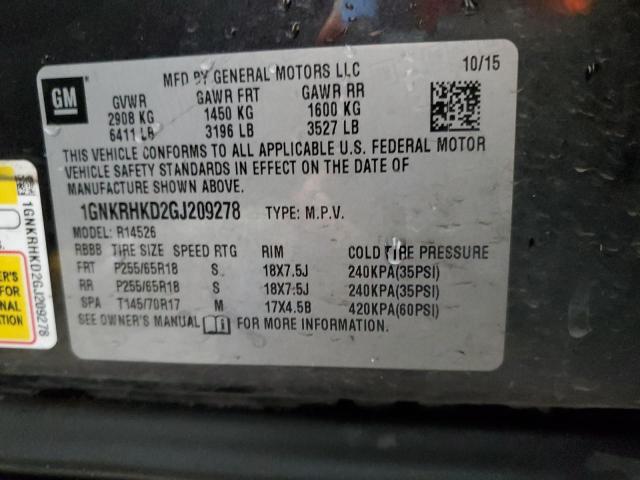 GM
MFD BY GENERAL MOTORS LLC 10/15
GVWR GAWR FRT GAWR RR
2908 KG 1450 KG 1600 KG
6411 LB 3196 LB 3527 LB
THIS VEHICLE CONFORMS TO ALL APPLICABLE U.S. FEDERAL MOTOR
VEHICLE SAFETY STANDARDS IN EFFECT ON THE DATE OF
MANUFACTURE SHOWN ABOVE.
1GNKRHKD2GJ209278 TYPE: M.P.V.
MODEL: R14526
RBBB TIRE SIZE SPEED RTG RIM COLD TIRE PRESSURE
FRT P255/65R18 S 18X7.5J 240KPA(35PSI)
RR P255/65R18 S 18X7.5J 240KPA(35PSI)
SPA T145/70R17 M 17X4.5B 420KPA(60PSI)
SEE OWNER'S MANUAL FOR MORE INFORMATION.
1GNKRHKD2GJ209278
ER'S
FOR
NAL
TION